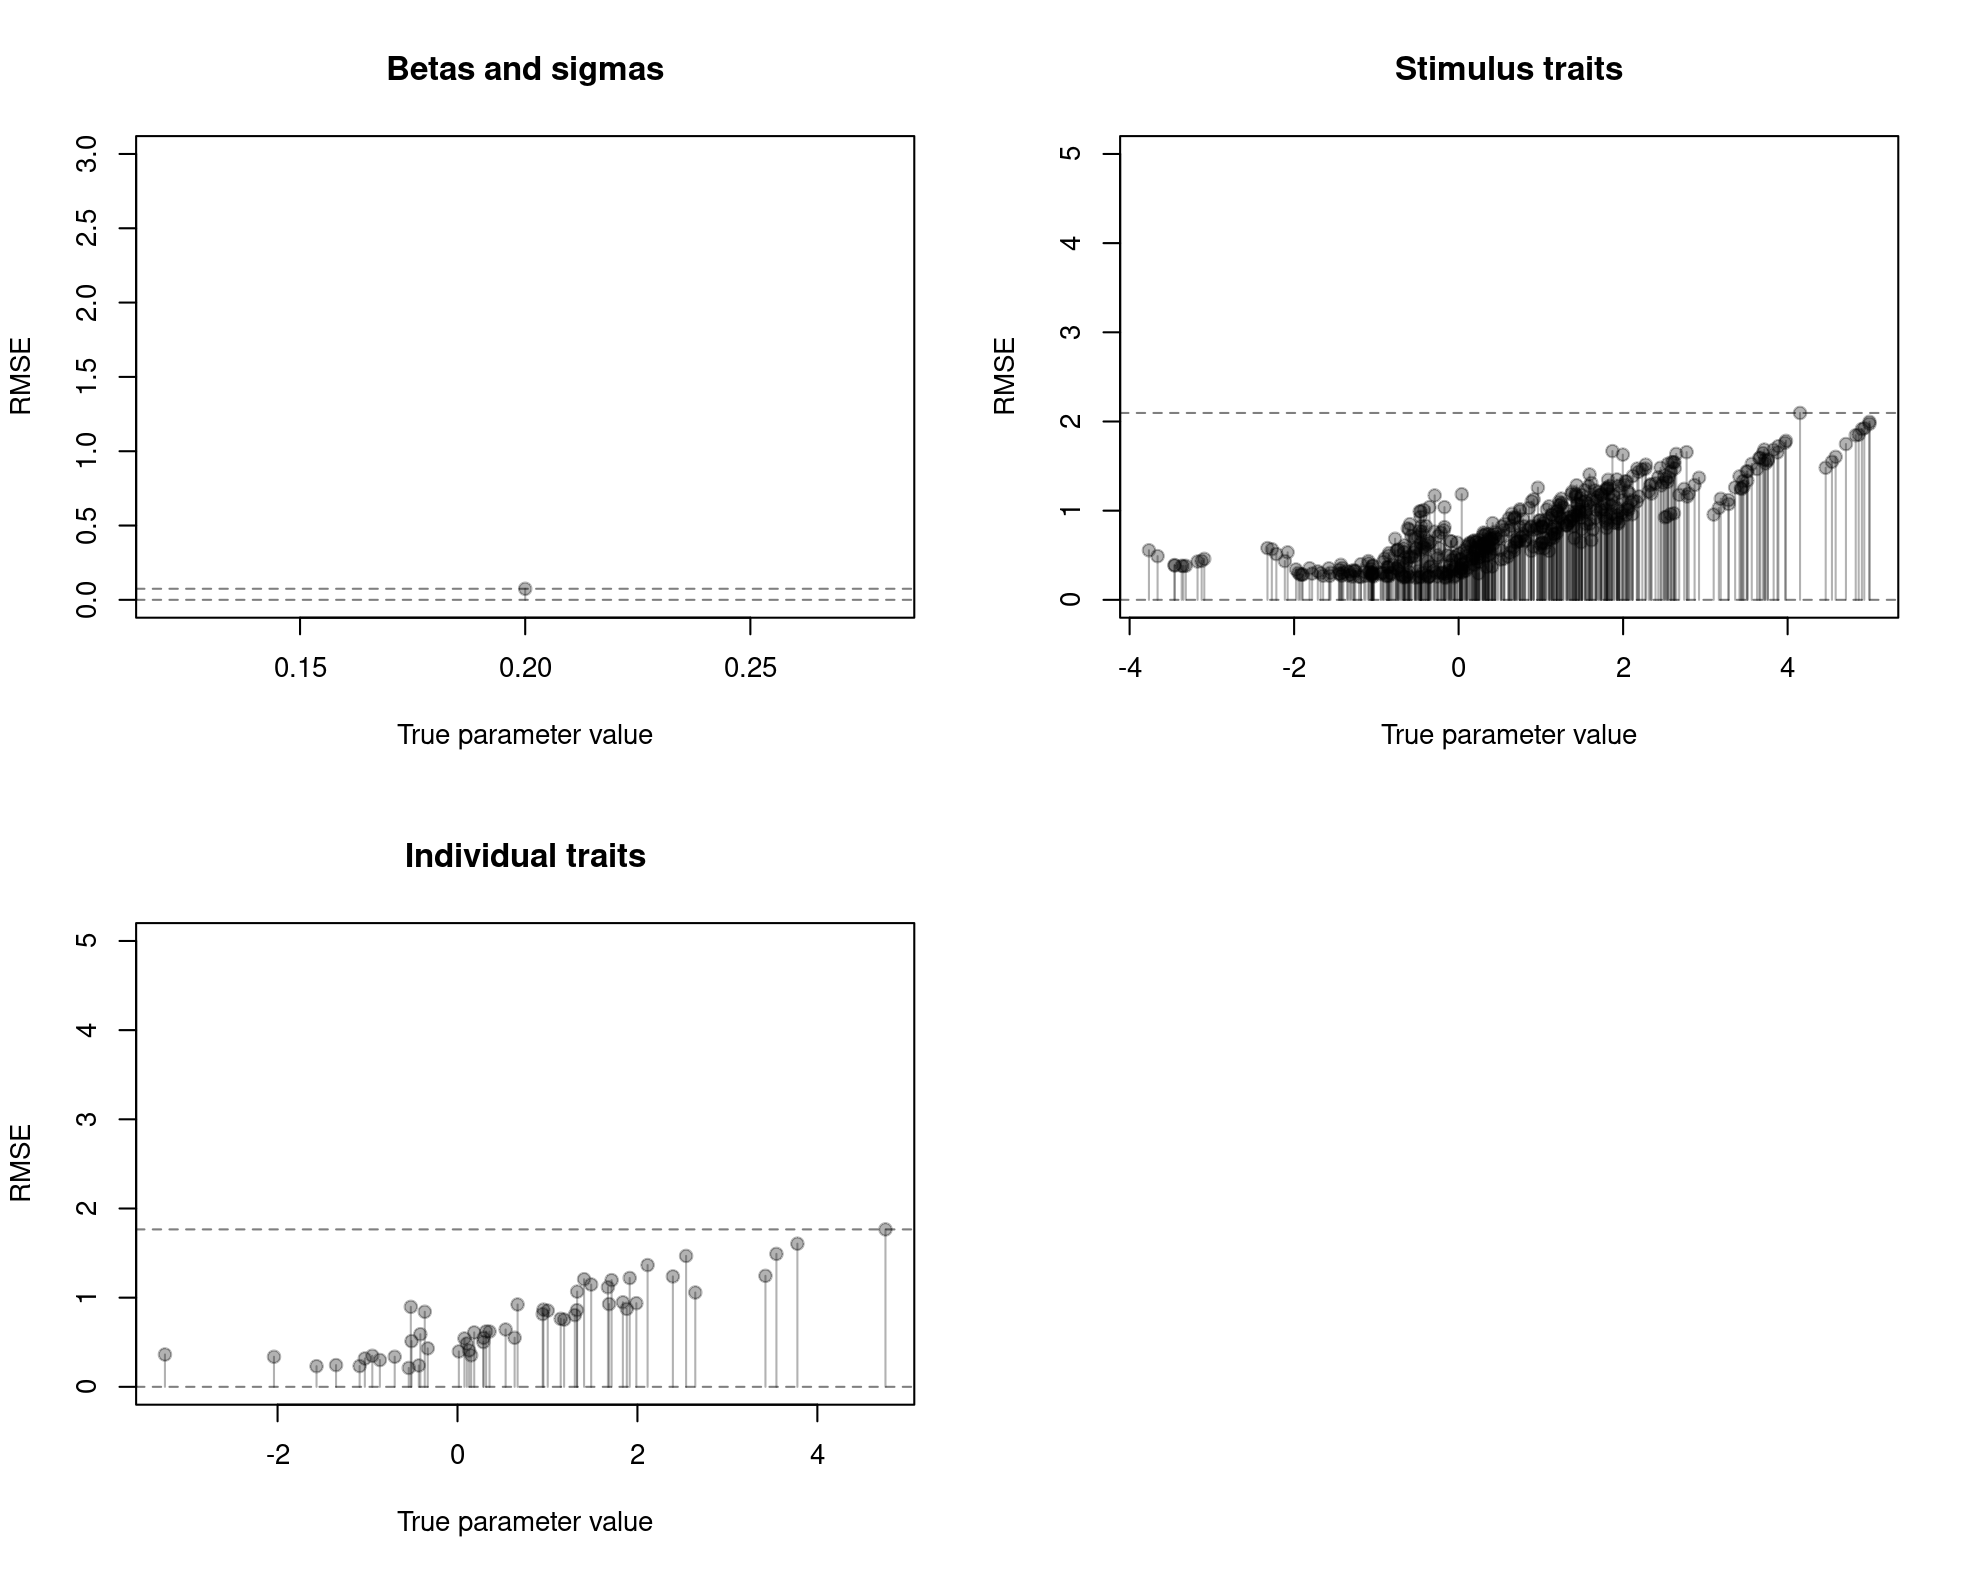 Betas and sigmas
RMSE
3.0
2.5
2.0
1.5
1.0
0.5
0.0
0.15 0.20 0.25
True parameter value
Stimulus traits
RMSE
5
4
3
2
1
0
-4 -2 0 2 4
True parameter value
Individual traits
RMSE
5
4
3
2
1
0
-2 0 2 4
True parameter value